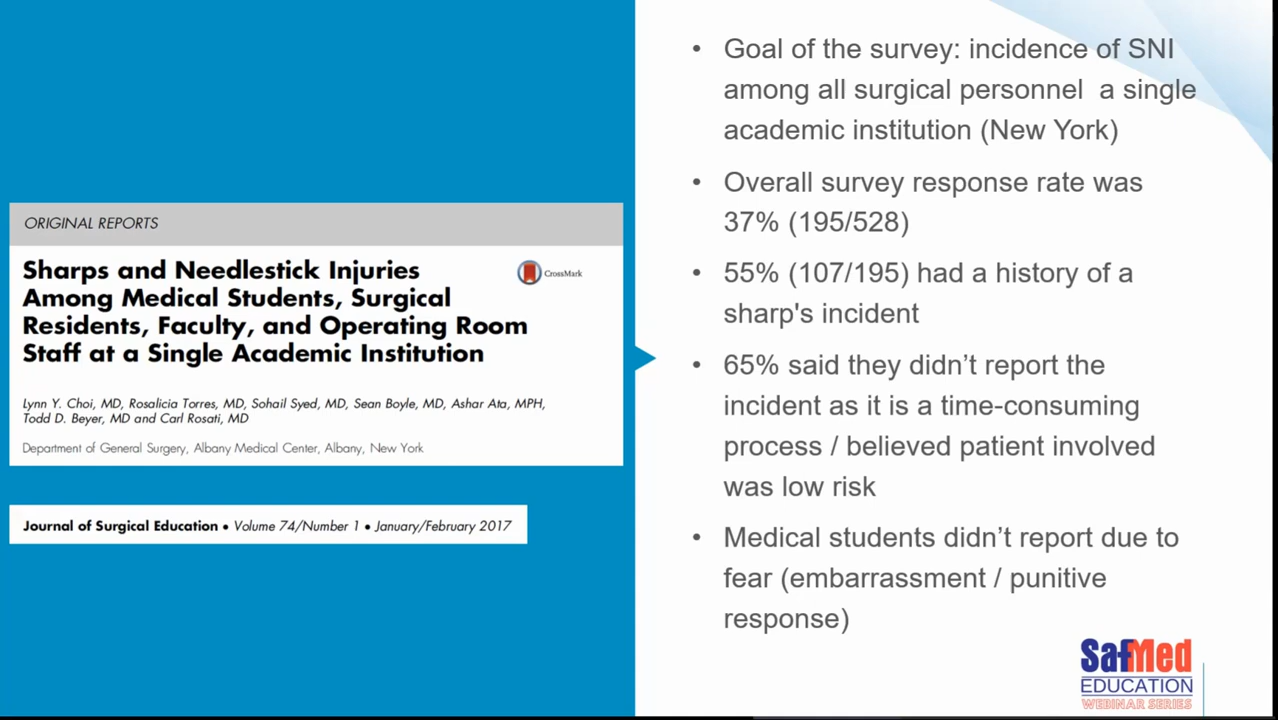 ORIGINAL REPORTS
Sharps and Needlestick Injuries
Among Medical Students, Surgical
Residents, Faculty, and Operating Room
Staff at a Single Academic Institution
CrossMark
Lynn Y. Choi, MD, Rosalicia Torres, MD, Sohail Syed, MD, Sean Boyle, MD, Ashar Ata, MPH,
Todd D. Beyer, MD and Carl Rosati, MD
Department of General Surgery, Albany Medical Center, Albany, New York
Journal of Surgical Education • Volume 74/Number 1 • January/February 2017
• Goal of the survey: incidence of SNI
among all surgical personnel  a single
academic institution (New York)
• Overall survey response rate was
37% (195/528)
• 55% (107/195) had a history of a
sharp's incident
• 65% said they didn’t report the
incident as it is a time-consuming
process / believed patient involved
was low risk
• Medical students didn’t report due to
fear (embarrassment / punitive
response)
SafMed
EDUCATION
WEBINAR SERIES